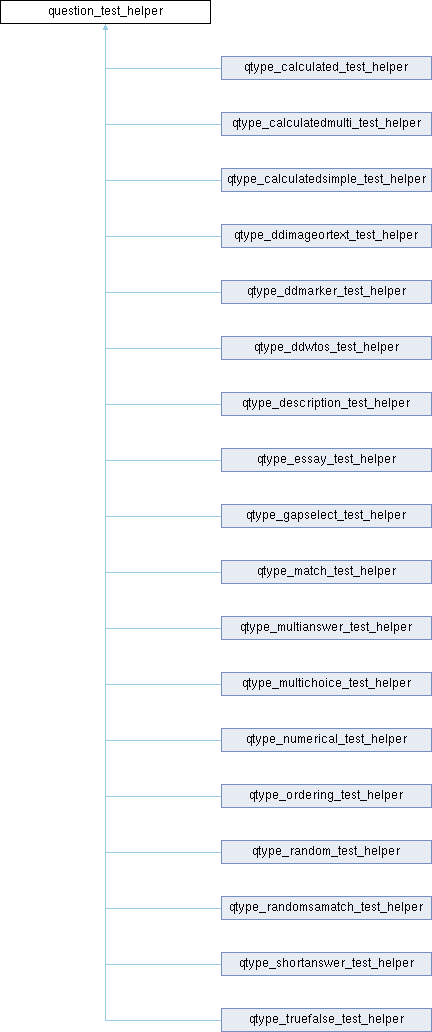 question_test_helper
qtype_calculated_test_helper
qtype_calculatedmulti_test_helper
qtype_calculatedsimple_test_helper
qtype_ddimageortext_test_helper
qtype_ddmarker_test_helper
qtype_ddwtos_test_helper
qtype_description_test_helper
qtype_essay_test_helper
qtype_gapselect_test_helper
qtype_match_test_helper
qtype_multianswer_test_helper
qtype_multichoice_test_helper
qtype_numerical_test_helper
qtype_ordering_test_helper
qtype_random_test_helper
qtype_randomsamatch_test_helper
qtype_shortanswer_test_helper
qtype_truefalse_test_helper